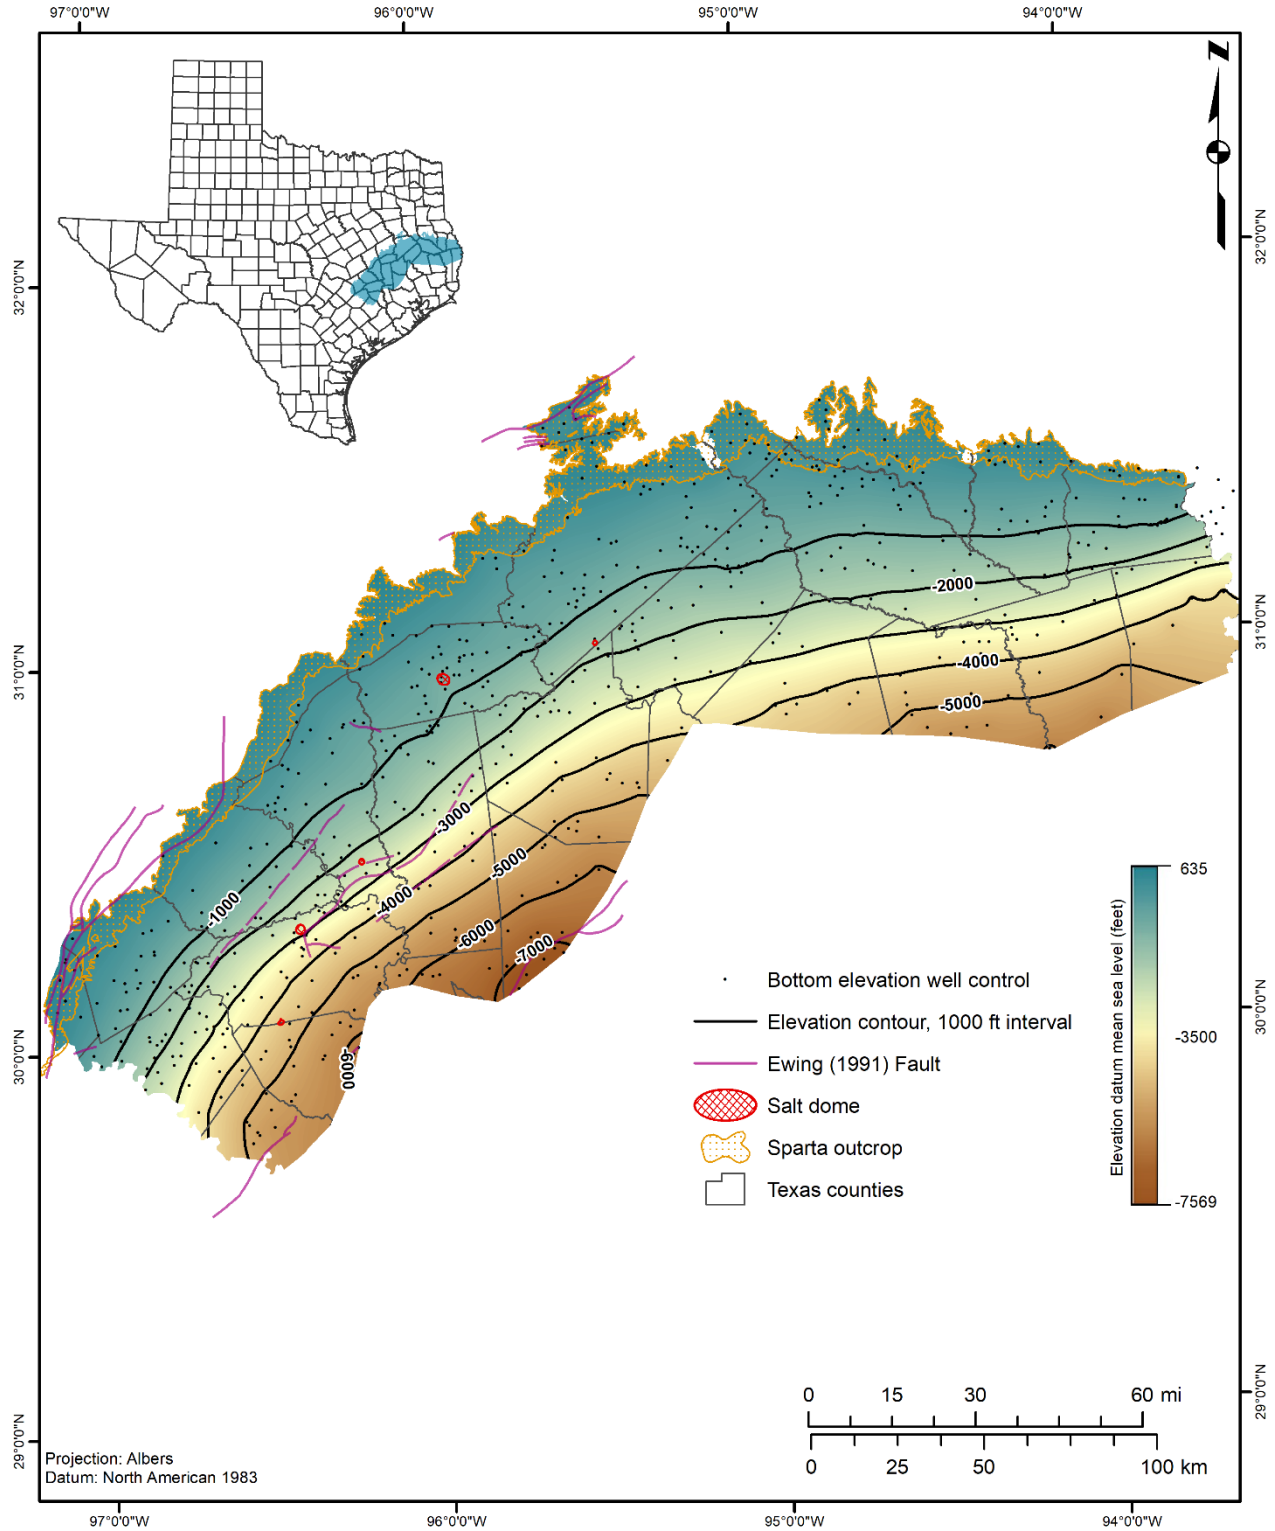 97°0'0"W
96°0'0"W
95°0'0"W
94°0'0"W
N
32°0'0"N
32°0'0"N
-2000
31°0'0"N
31°0'0"N
-4000
-5000
-3000
-5000
-4000
-1000
-6000
-7000
-6000
30°0'0"N
30°0'0"N
Bottom elevation well control
Elevation contour, 1000 ft interval
Ewing (1991) Fault
Salt dome
Sparta outcrop
Texas counties
Elevation datum mean sea level (feet)
635
-3500
-7569
0 15 30 60 mi
0 25 50 100 km
29°0'0"N
29°0'0"N
Projection: Albers
Datum: North American 1983
97°0'0"W
96°0'0"W
95°0'0"W
94°0'0"W